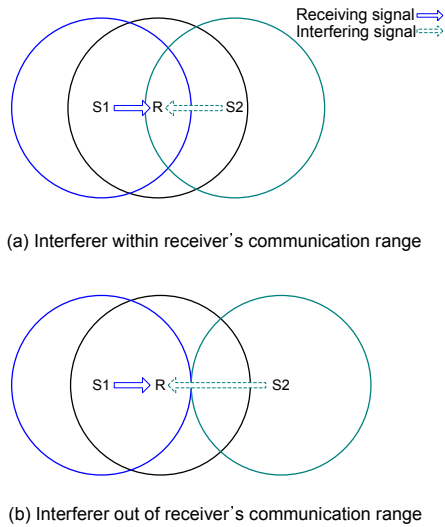 Receiving signal
Interfering signal
S1 R S2
(a) Interferer within receiver's communication range
S1 R S2
(b) Interferer out of receiver's communication range